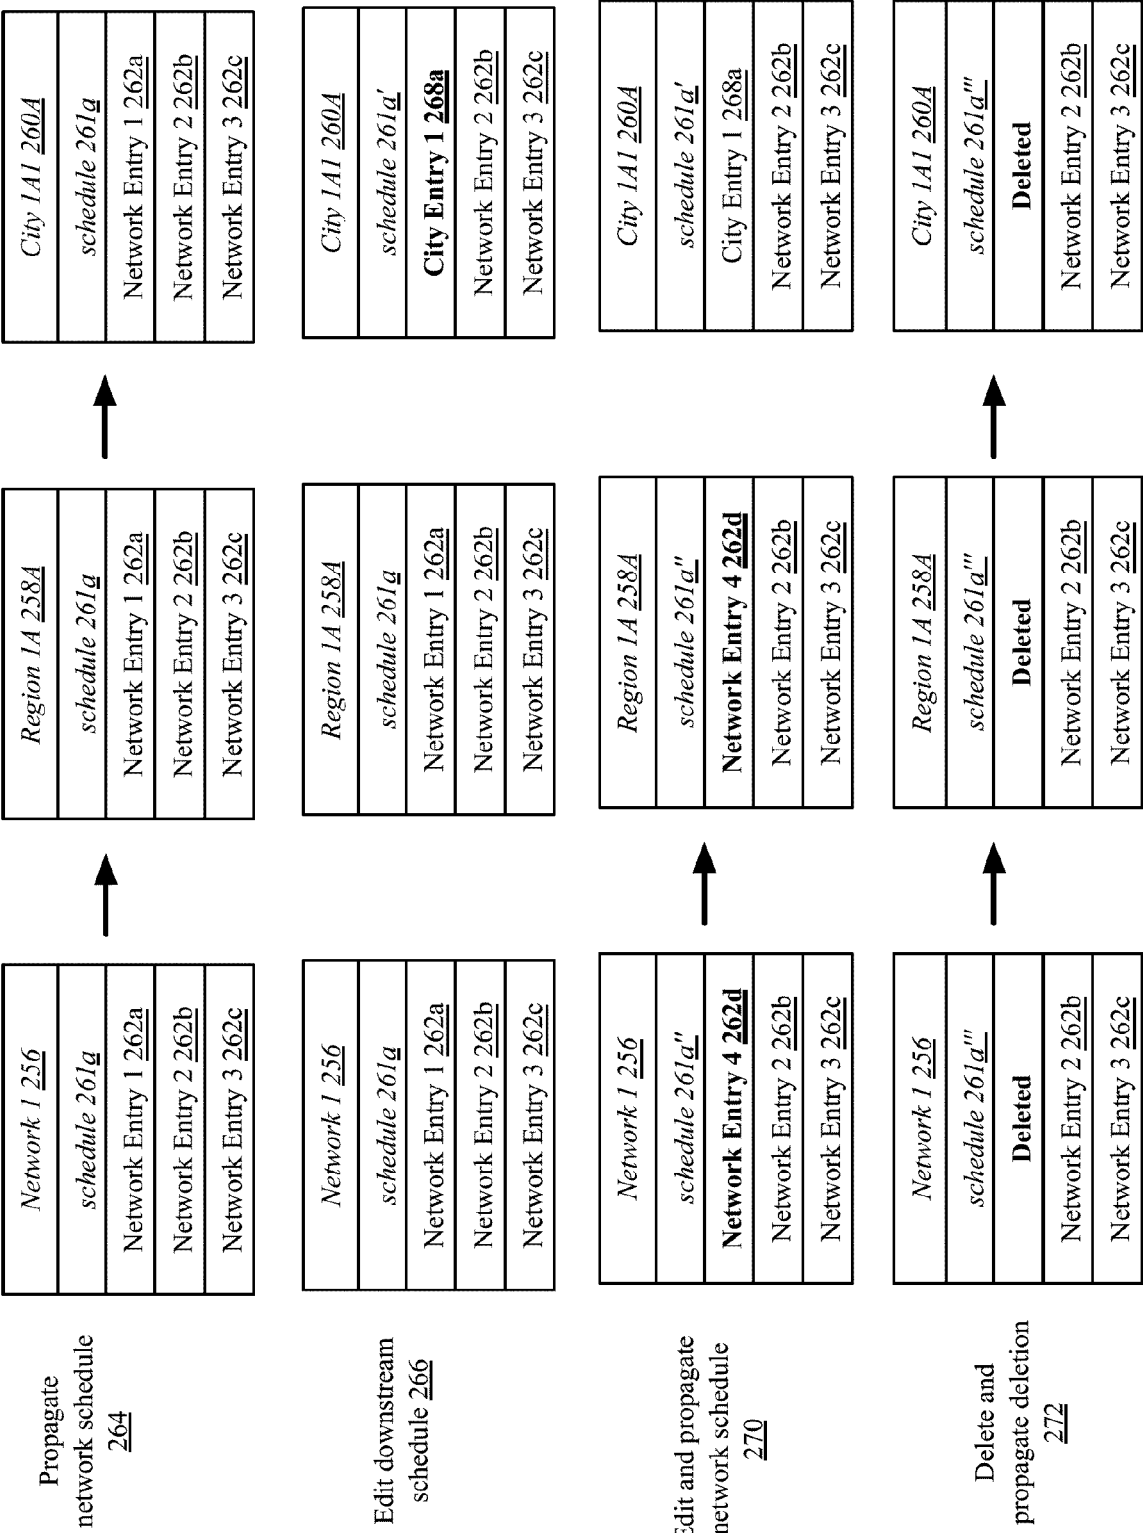 Propagate
network schedule
264
Network 1 256
schedule 261a
Network Entry 1 262a
Network Entry 2 262b
Network Entry 3 262c
Region 1A 258A
schedule 261a
Network Entry 1 262a
Network Entry 2 262b
Network Entry 3 262c
City 1A1 260A
schedule 261a
Network Entry 1 262a
Network Entry 2 262b
Network Entry 3 262c
Edit downstream
schedule 266
Network 1 256
schedule 261a
Network Entry 1 262a
Network Entry 2 262b
Network Entry 3 262c
Region 1A 258A
schedule 261a
Network Entry 1 262a
Network Entry 2 262b
Network Entry 3 262c
City 1A1 260A
schedule 261a'
City Entry 1 268a
Network Entry 2 262b
Network Entry 3 262c
Edit and propagate
network schedule
270
Network 1 256
schedule 261a''
Network Entry 4 262d
Network Entry 2 262b
Network Entry 3 262c
Region 1A 258A
schedule 261a''
Network Entry 4 262d
Network Entry 2 262b
Network Entry 3 262c
City 1A1 260A
schedule 261a'
City Entry 1 268a
Network Entry 2 262b
Network Entry 3 262c
Delete and
propagate deletion
272
Network 1 256
schedule 261a'''
Deleted
Network Entry 2 262b
Network Entry 3 262c
Region 1A 258A
schedule 261a'''
Deleted
Network Entry 2 262b
Network Entry 3 262c
City 1A1 260A
schedule 261a'''
Deleted
Network Entry 2 262b
Network Entry 3 262c